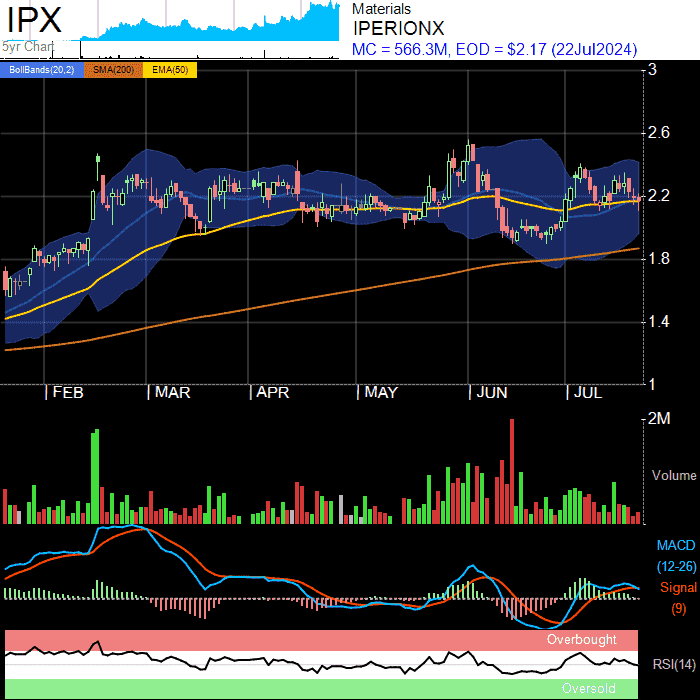 IPX
5yr Chart
Materials
IPERIONX
MC = 566.3M, EOD = $2.17 (22Jul2024)
BollBands(20,2) SMA(200) EMA(50)
3
2.6
2.2
1.8
1.4
1
FEB MAR APR MAY JUN JUL
2M
Volume
MACD
(12-26)
Signal
(9)
Overbought
RSI(14)
Oversold